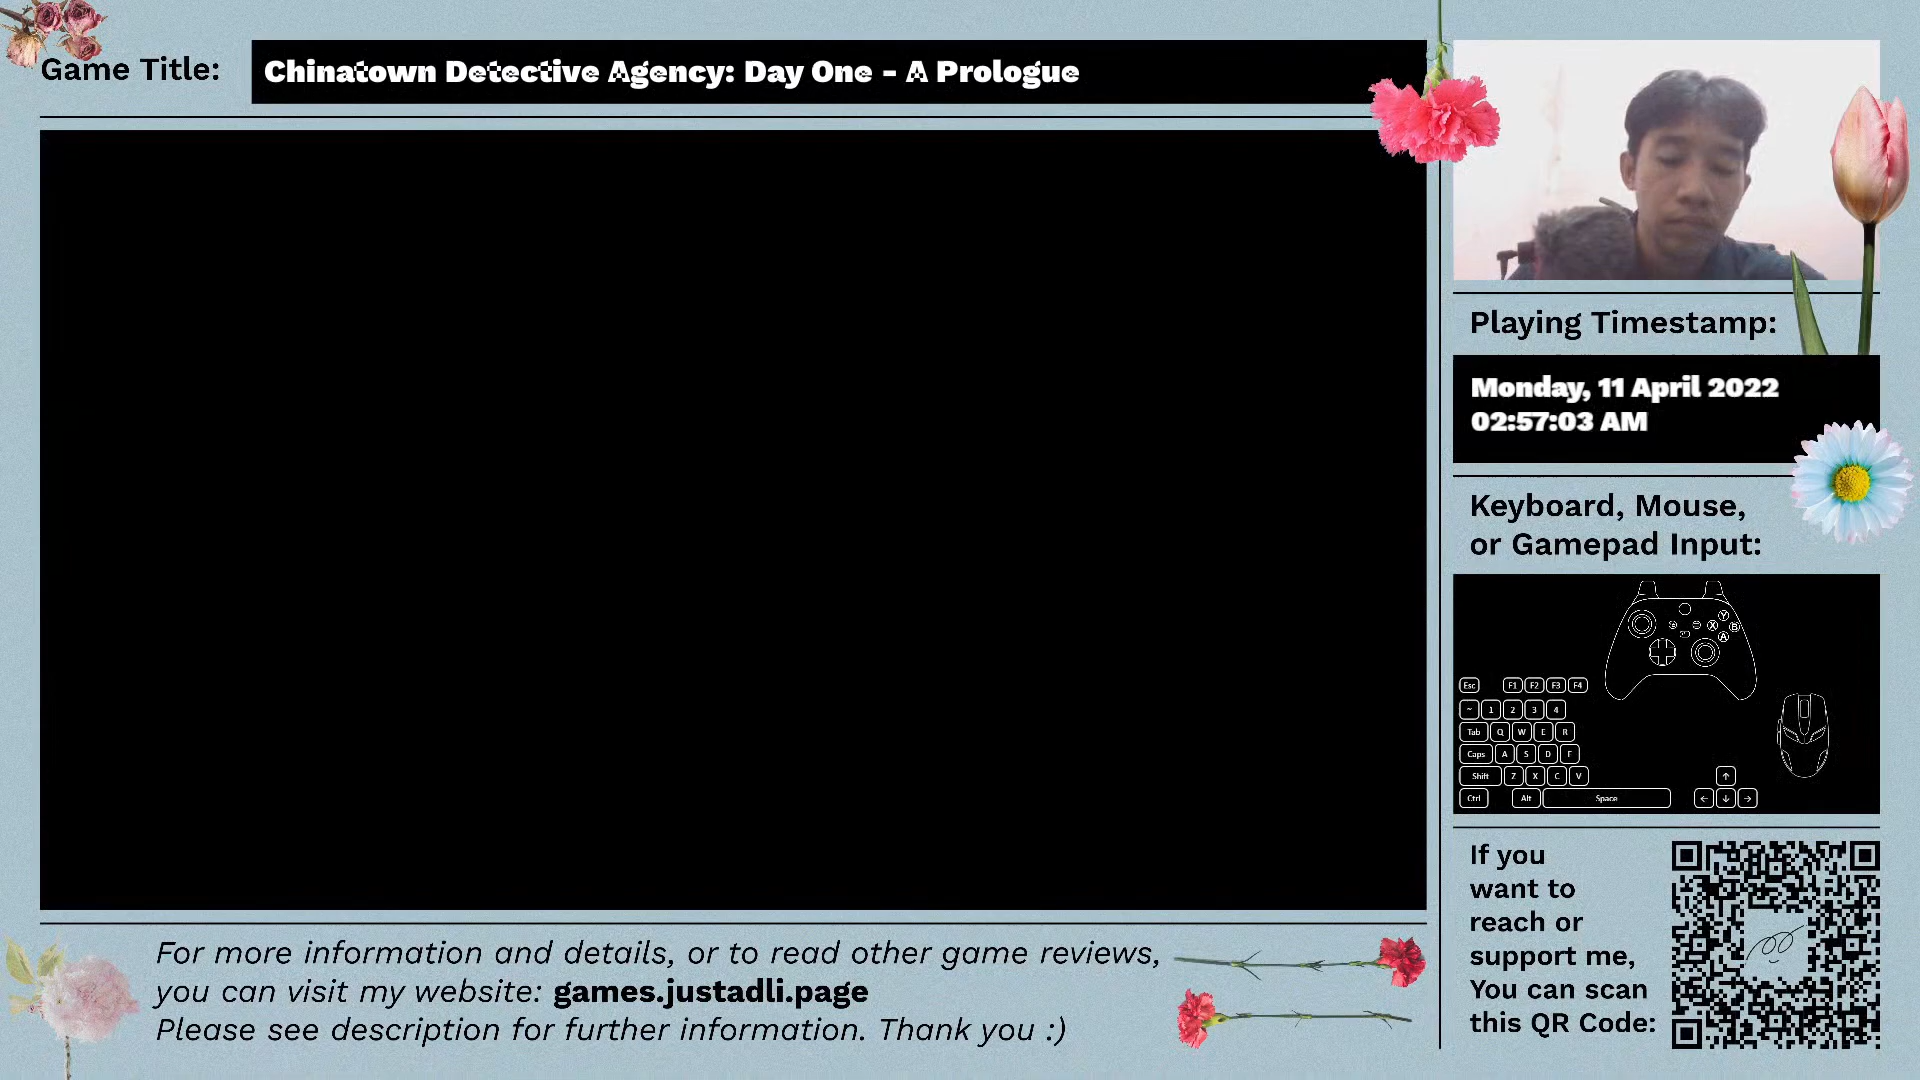 Game Title:
Chinatown Detective Agency: Day One - A Prologue
Playing Timestamp:
Monday, 11 April 2022
02:57:03 AM
Keyboard, Mouse,
or Gamepad Input:
Y
X B
A
Esc F1 F2 F3 F4
~ 1 2 3 4
Tab Q W E R
Caps A S D F
Shift Z X C V
↑
Ctrl Alt Space ← ↓ →
If you
want to
reach or
support me,
You can scan
this QR Code:
For more information and details, or to read other game reviews,
you can visit my website: games.justadli.page
Please see description for further information. Thank you :)